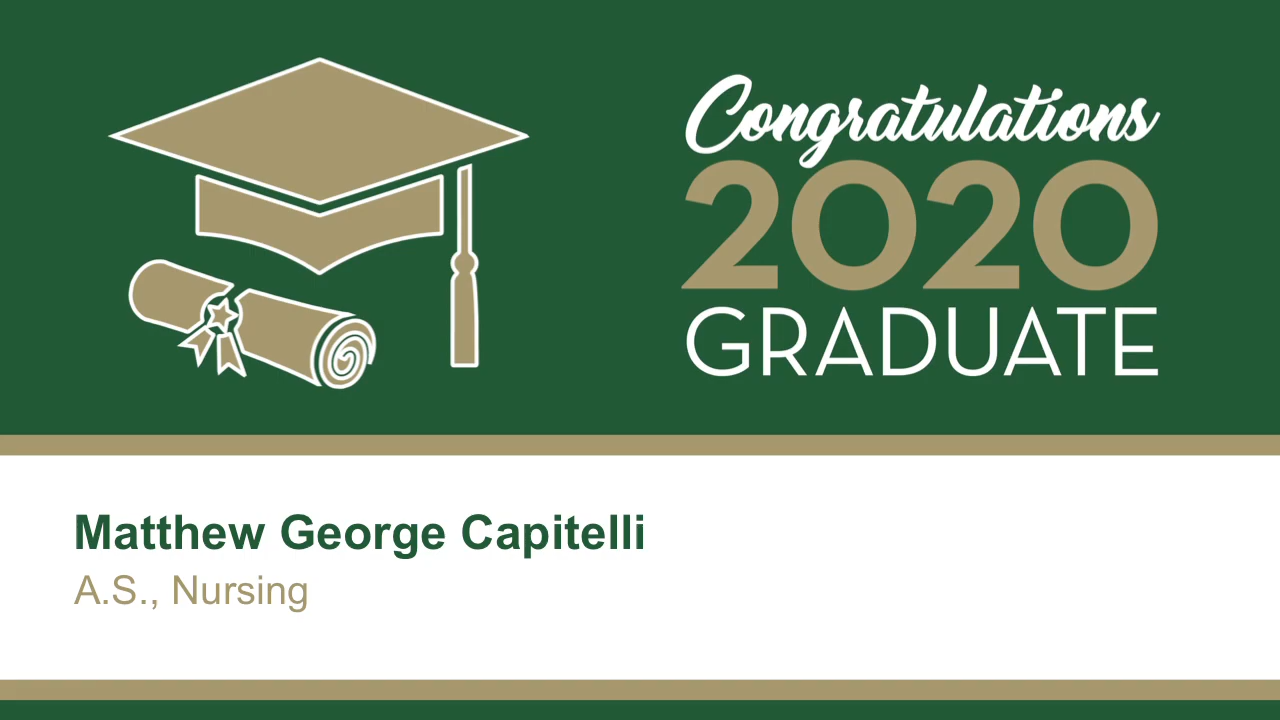 Congratulations
2020
GRADUATE
Matthew George Capitelli
A.S., Nursing